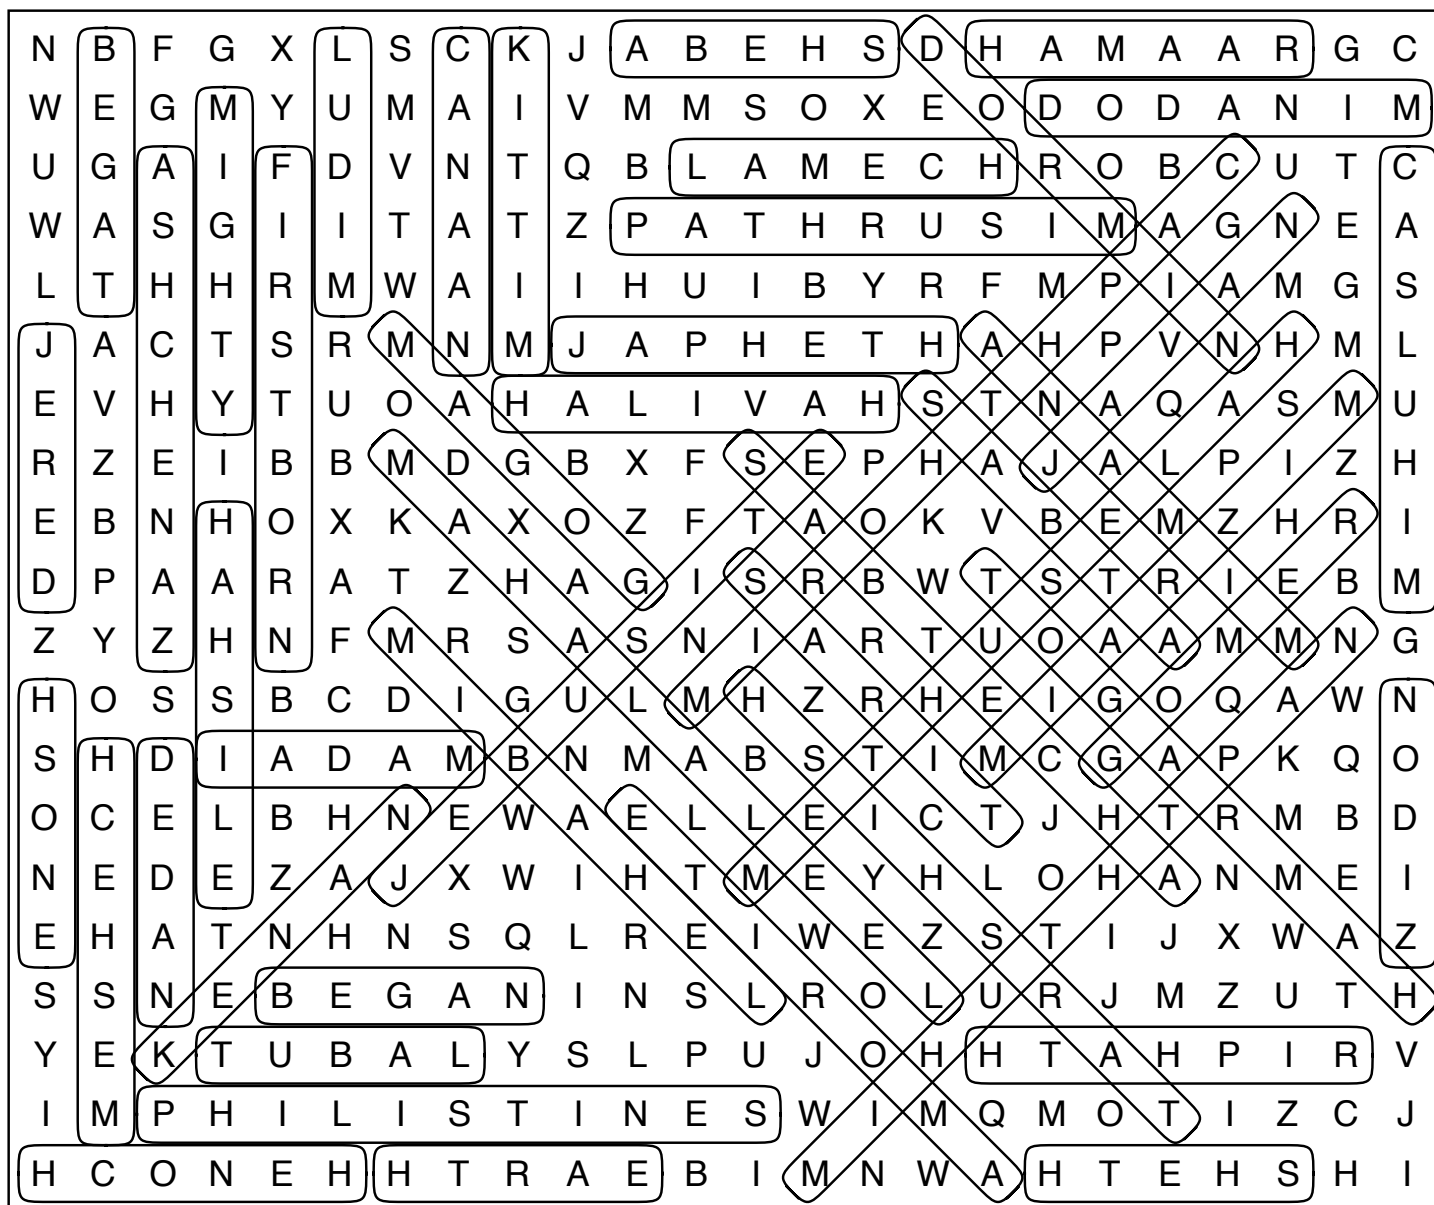 N B F G X L S C K J A B E H S D H A M A A R G C
W E G M Y U M A I V M M S O X E O D O D A N I M
U G A I F D V N T Q B L A M E C H R O B C U T C
W A S G I I T A T Z P A T H R U S I M A G N E A
L T H H R M W A I I H U I B Y R F M P I A M G S
J A C T S R M N M J A P H E T H A H P V N H M L
E V H Y T U O A H A L I V A H S T N A Q A S M U
R Z E I B B M D G B X F S E P H A J A L P I Z H
E B N H O X K A X O Z F T A O K V B E M Z H R I
D P A A R A T Z H A G I S R B W T S T R I E B M
Z Y Z H N F M R S A S N I A R T U O A A M M N G
H O S S B C D I G U L M H Z R H E I G O Q A W N
S H D I A D A M B N M A B S T I M C G A P K Q O
O C E L B H N E W A E L L E I C T J H T R M B D
N E D E Z A J X W I H T M E Y H L O H A N M E I
E H A T N H N S Q L R E I W E Z S T I J X W A Z
S S N E B E G A N I N S L R O L U R J M Z U T H
Y E K T U B A L Y S L P U J O H H T A H P I R V
I M P H I L I S T I N E S W I M Q M O T I Z C J
H C O N E H H T R A E B I M N W A H T E H S H I